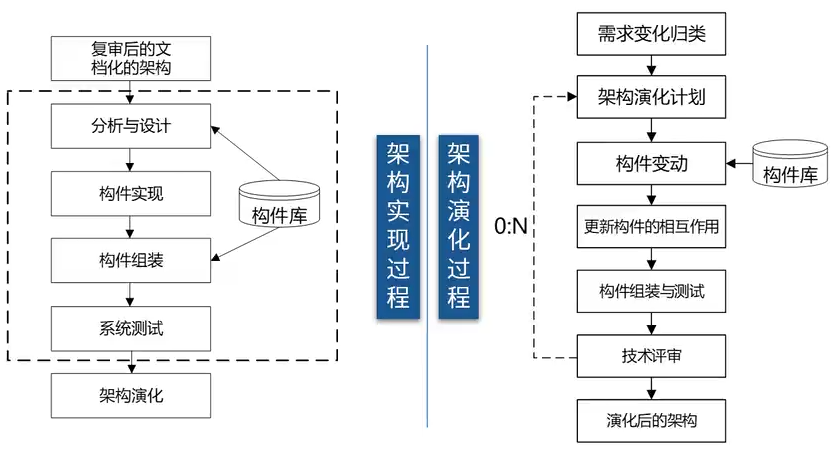 复审后的文
档化的架构
分析与设计
构件实现
构件库
构件组装
系统测试
架构演化
架构实现过程
架构演化过程
需求变化归类
架构演化计划
构件变动
构件库
更新构件的相互作用
0:N
构件组装与测试
技术评审
演化后的架构